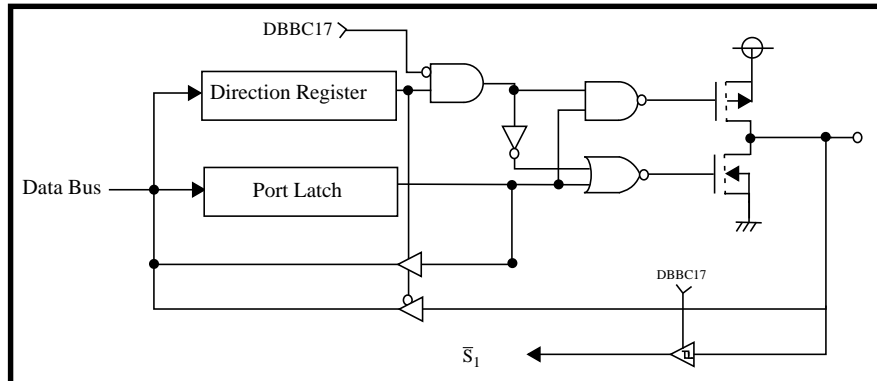 DBBC17
Direction Register
Data Bus
Port Latch
DBBC17
S̅1